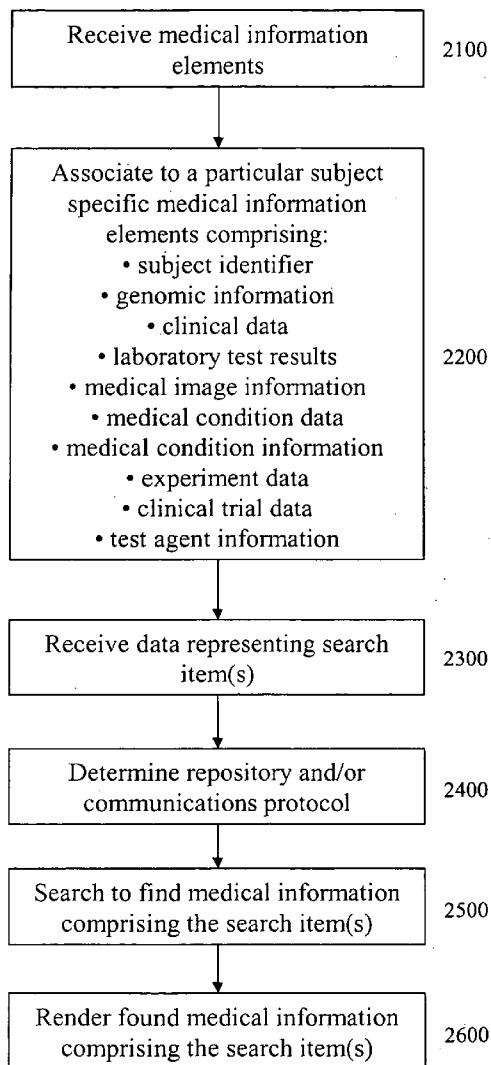 Receive medical information
elements
2100
Associate to a particular subject
specific medical information
elements comprising:
• subject identifier
• genomic information
• clinical data
• laboratory test results
• medical image information
• medical condition data
• medical condition information
• experiment data
• clinical trial data
• test agent information
2200
Receive data representing search
item(s)
2300
Determine repository and/or
communications protocol
2400
Search to find medical information
comprising the search item(s)
2500
Render found medical information
comprising the search item(s)
2600